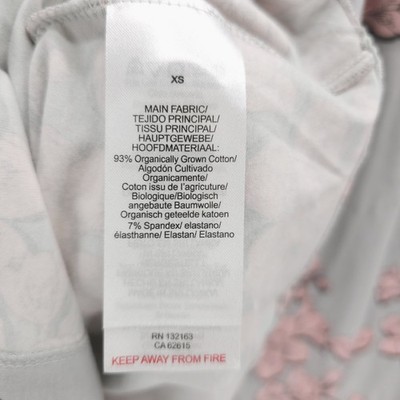 XS
MAIN FABRIC/
TEJIDO PRINCIPAL/
TISSU PRINCIPAL/
HAUPTGEWEBE/
HOOFDMATERIAAL:
93% Organically Grown Cotton/
Algodón Cultivado
Organicamente/
Coton issu de l'agricuture/
Biologique/Biologisch
angebaute Baumwolle/
Organisch geteelde katoen
7% Spandex/ elastano/
élasthanne/ Elastan/ Elastano
RN 132163
CA 62615
KEEP AWAY FROM FIRE